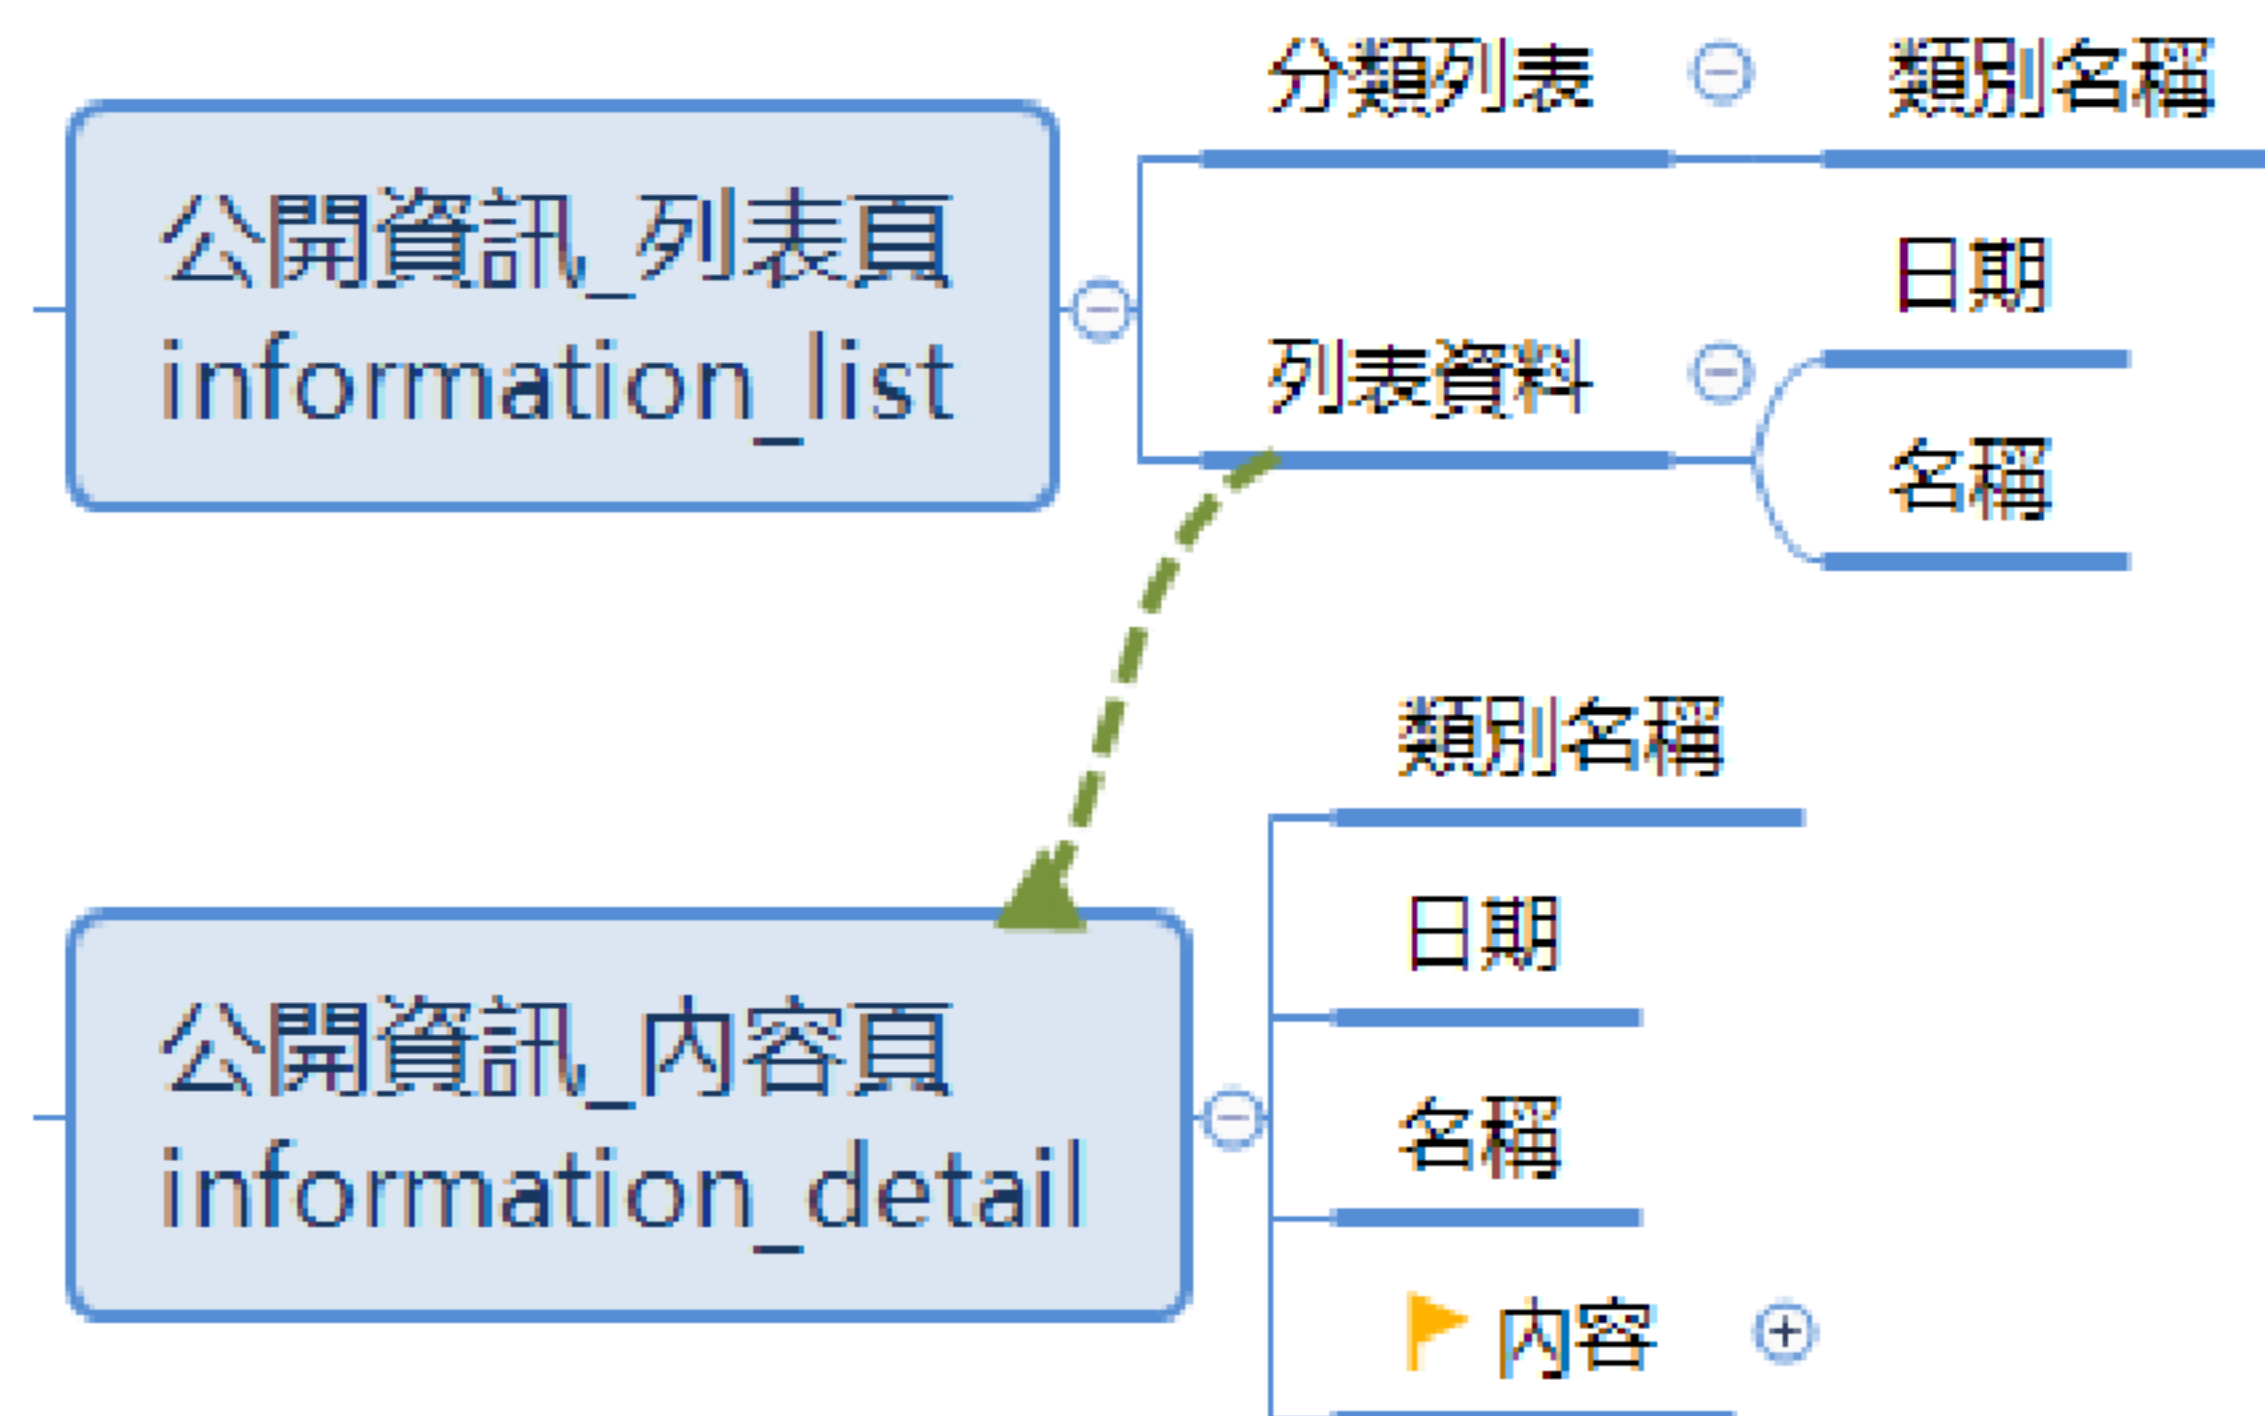 分類列表
類別名稱
公開資訊_列表頁
information_list
日期
列表資料
名稱
類別名稱
日期
公開資訊_內容頁
information_detail
名稱
內容